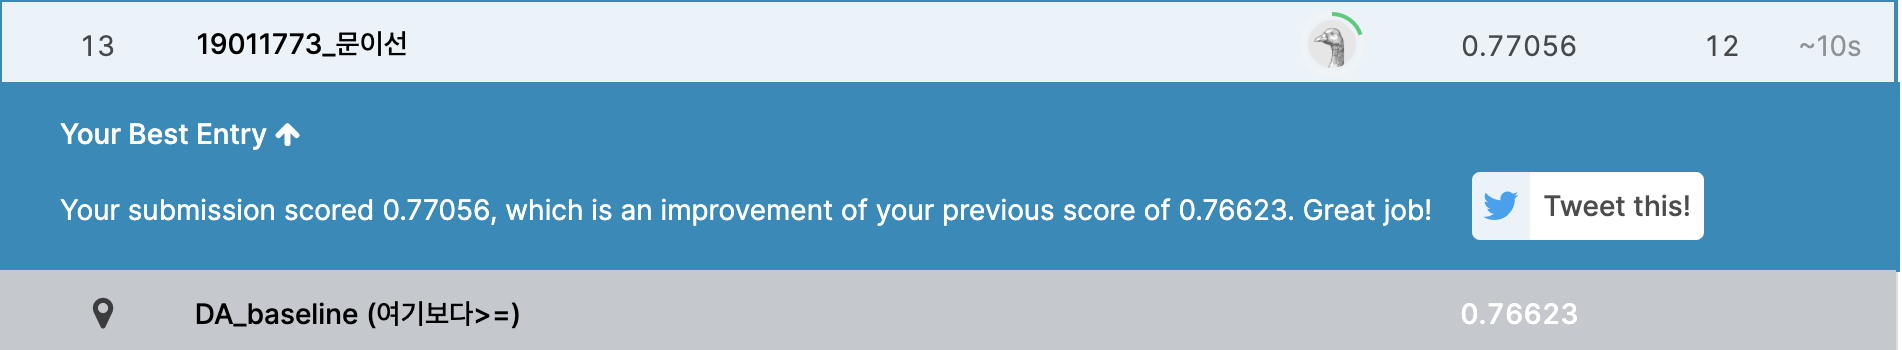 13 19011773_문이선 0.77056 12 ~10s
Your Best Entry
Your submission scored 0.77056, which is an improvement of your previous score of 0.76623. Great job!
Tweet this!
DA_baseline (여기보다>=) 0.76623